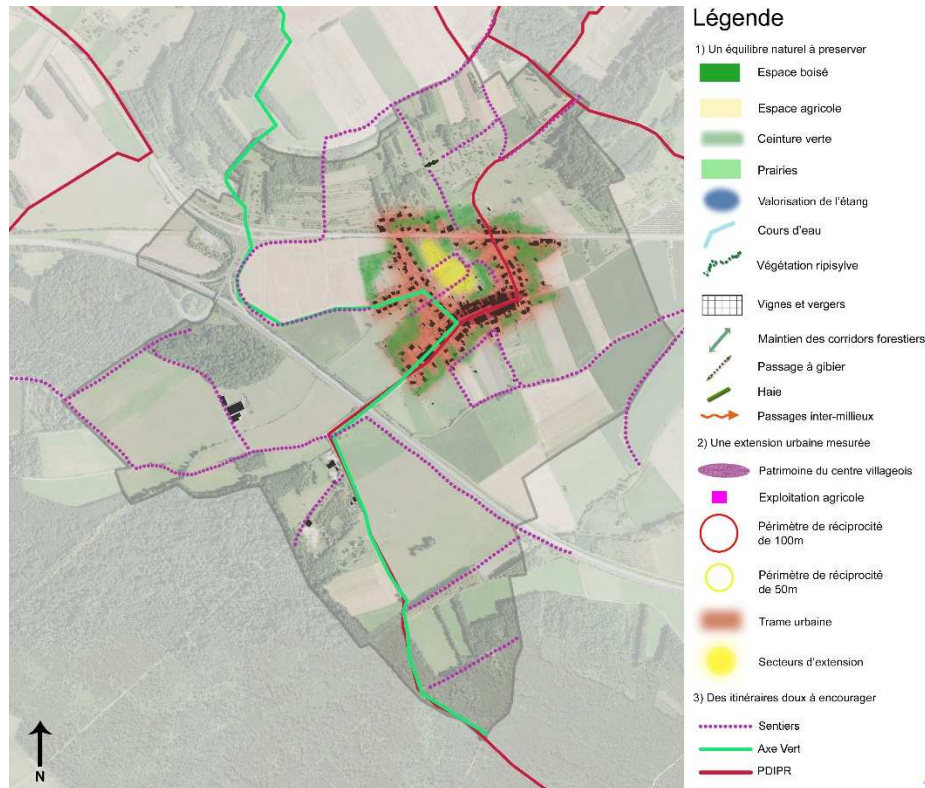 Légende
1) Un équilibre naturel à preserver
Espace boisé
Espace agricole
Ceinture verte
Prairies
Valorisation de l'étang
Cours d'eau
Végétation ripisylve
Vignes et vergers
Maintien des corridors forestiers
Passage à gibier
Haie
Passages inter-millieux
2) Une extension urbaine mesurée
Patrimoine du centre villageois
Exploitation agricole
Périmètre de réciprocité
de 100m
Périmètre de réciprocité
de 50m
Trame urbaine
Secteurs d'extension
3) Des itinéraires doux à encourager
Sentiers
Axe Vert
PDIPR
N